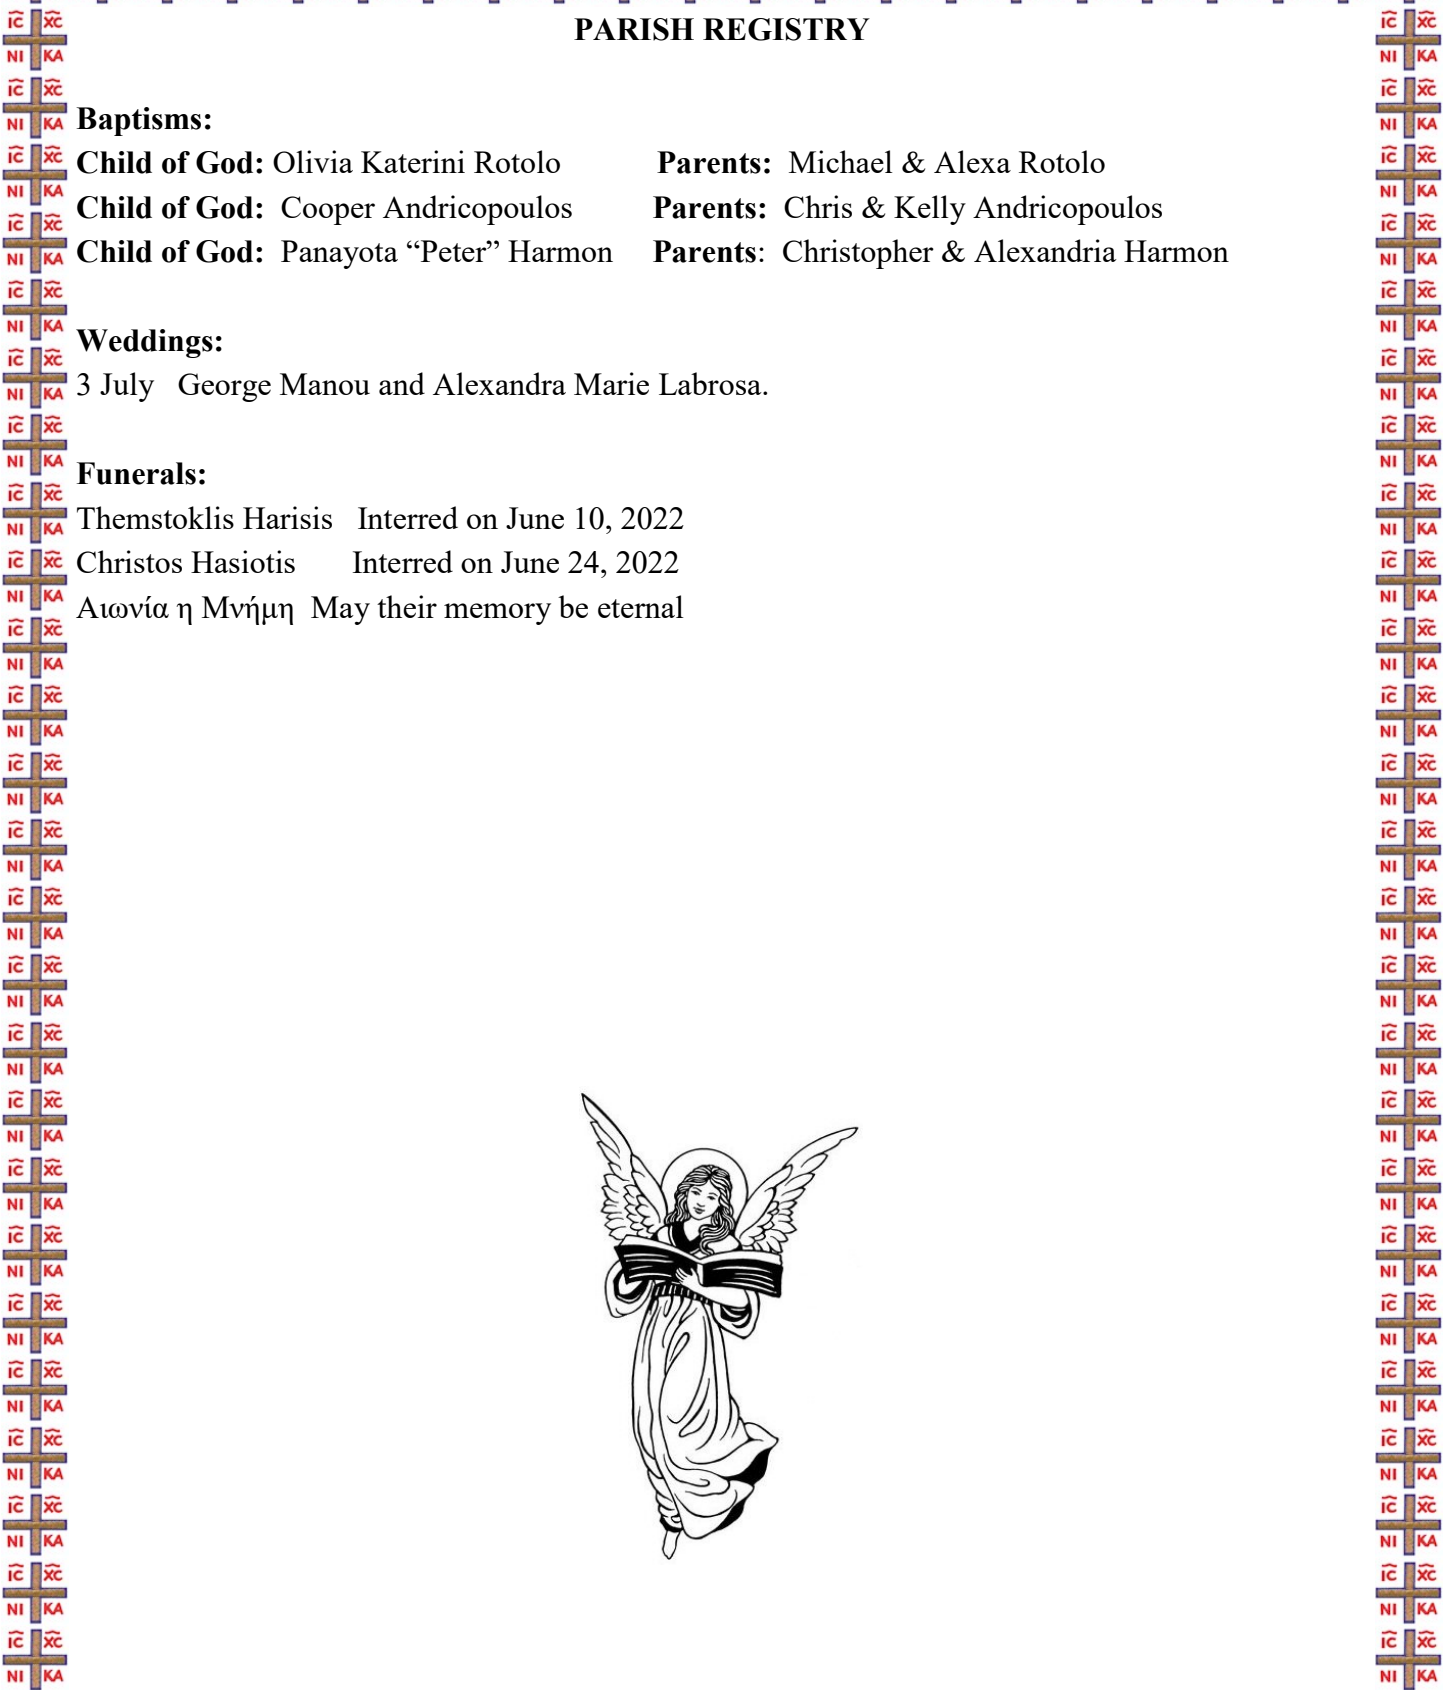 PARISH REGISTRY
Baptisms:
Child of God: Olivia Katerini Rotolo Parents: Michael & Alexa Rotolo
Child of God: Cooper Andricopoulos Parents: Chris & Kelly Andricopoulos
Child of God: Panayota “Peter” Harmon Parents: Christopher & Alexandria Harmon
Weddings:
3 July George Manou and Alexandra Marie Labrosa.
Funerals:
Themstoklis Harisis Interred on June 10, 2022
Christos Hasiotis Interred on June 24, 2022
Αιωνία η Μνήμη May their memory be eternal